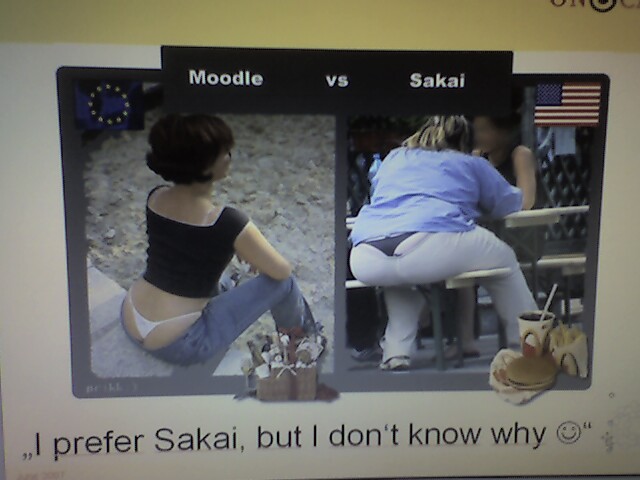 Moodle vs Sakai
„I prefer Sakai, but I don't know why ☺“